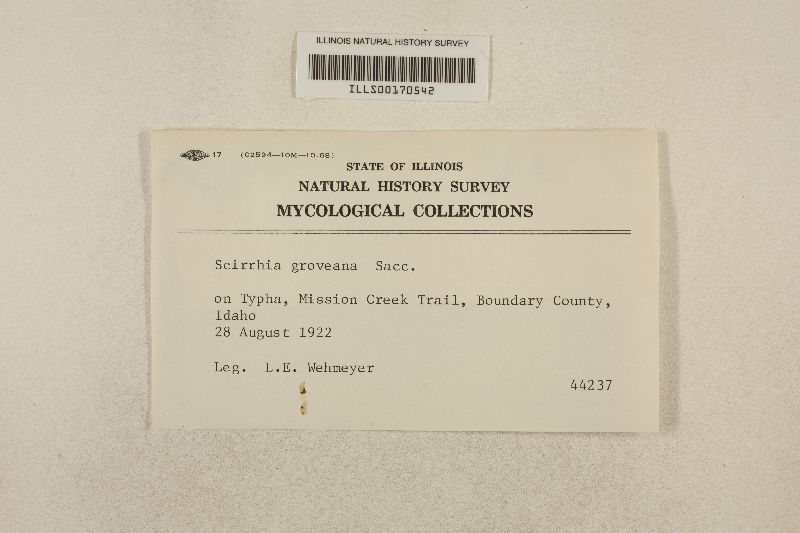 ILLINOIS NATURAL HISTORY SURVEY
ILLS00170542
17 (02594—10M—10-68)
STATE OF ILLINOIS
NATURAL HISTORY SURVEY
MYCOLOGICAL COLLECTIONS
Scirrhia groveana Sacc.
on Typha, Mission Creek Trail, Boundary County,
Idaho
28 August 1922
Leg. L.E. Wehmeyer
44237